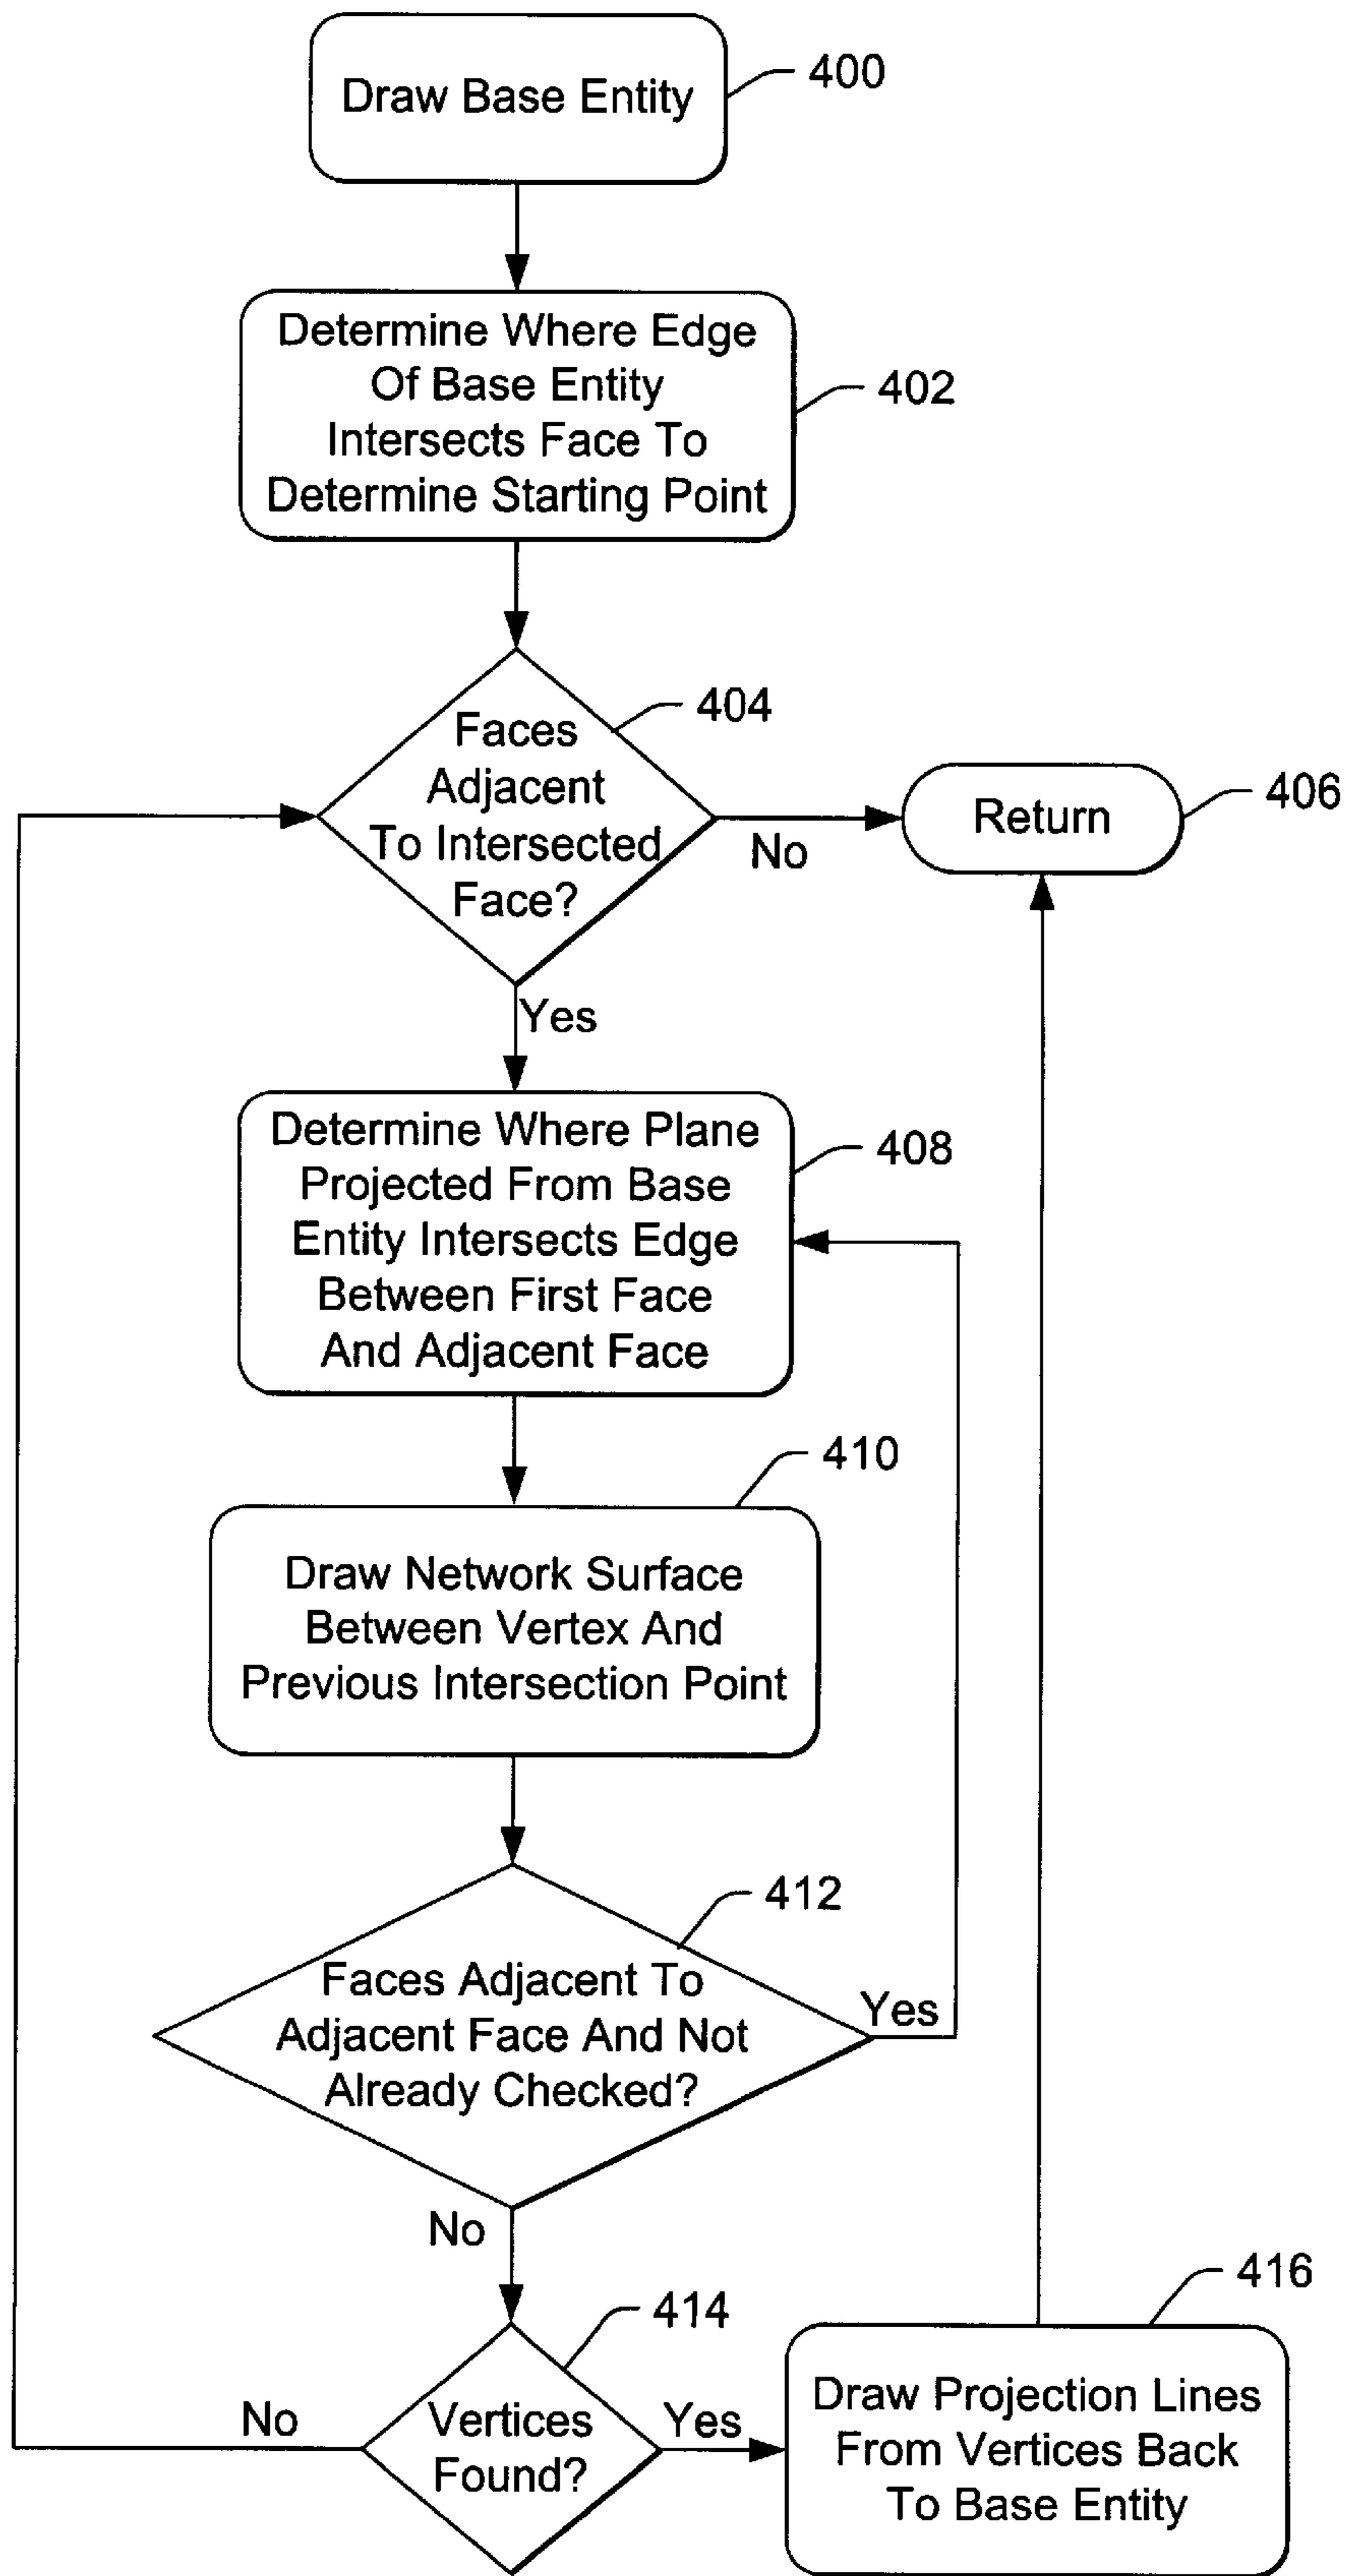 Draw Base Entity
400
Determine Where Edge
Of Base Entity
Intersects Face To
Determine Starting Point
402
Faces
Adjacent
To Intersected
Face?
404
No
Return
406
Yes
Determine Where Plane
Projected From Base
Entity Intersects Edge
Between First Face
And Adjacent Face
408
Draw Network Surface
Between Vertex And
Previous Intersection Point
410
Faces Adjacent To
Adjacent Face And Not
Already Checked?
412
Yes
No
Vertices
Found?
414
No
Yes
Draw Projection Lines
From Vertices Back
To Base Entity
416